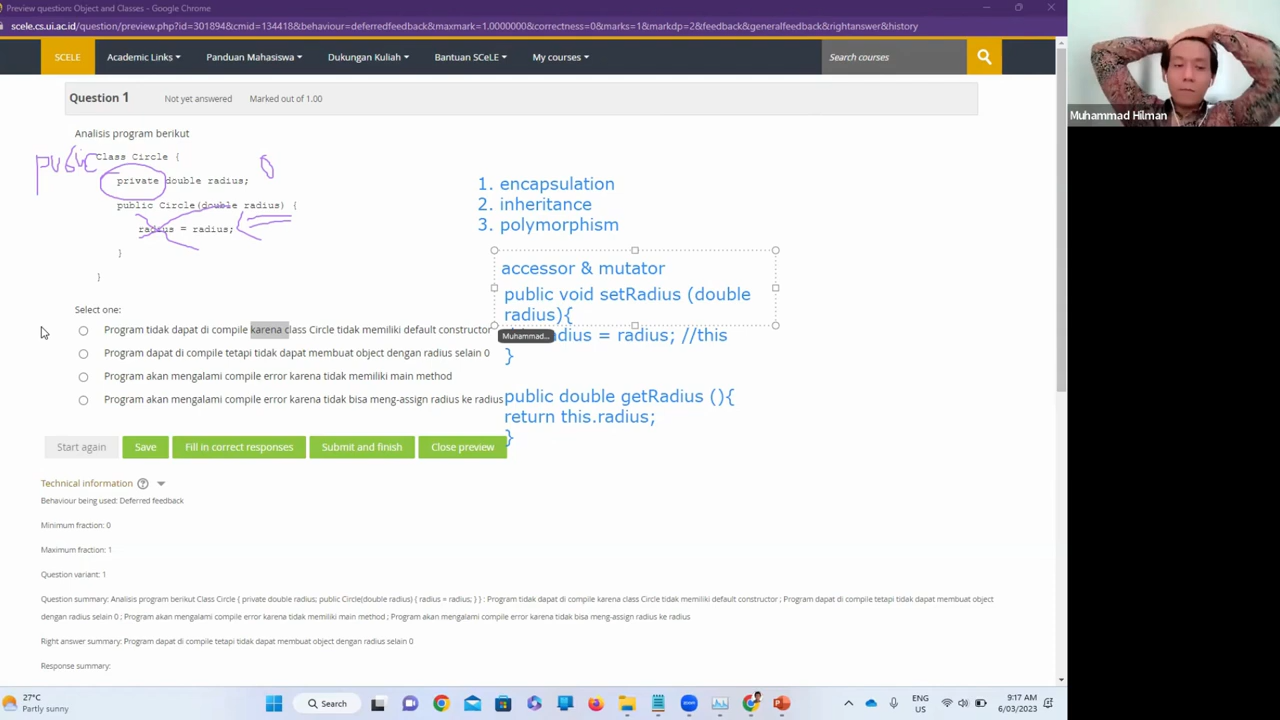 Preview question: Object and Classes - Google Chrome
scele.cs.ui.ac.id/question/preview.php?id=301894&cmid=134418&behaviour=deferredfeedback&maxmark=1.0000000&correctness=0&marks=1&markdp=2&feedback&generalfeedback&rightanswer&history
SCELE Academic Links Panduan Mahasiswa Dukungan Kuliah Bantuan SCeLE My courses Search courses
Muhammad Hilman
Question 1 Not yet answered Marked out of 1.00
Analisis program berikut
public Class Circle {
private double radius; 0
public Circle(double radius) {
radius = radius;
}
}
1. encapsulation
2. inheritance
3. polymorphism
accessor & mutator
public void setRadius (double
radius){
Muhammad... radius = radius; //this
}
public double getRadius (){
return this.radius;
}
Select one:
Program tidak dapat di compile karena class Circle tidak memiliki default constructor
Program dapat di compile tetapi tidak dapat membuat object dengan radius selain 0
Program akan mengalami compile error karena tidak memiliki main method
Program akan mengalami compile error karena tidak bisa meng-assign radius ke radius
Start again Save Fill in correct responses Submit and finish Close preview
Technical information
Behaviour being used: Deferred feedback
Minimum fraction: 0
Maximum fraction: 1
Question variant: 1
Question summary: Analisis program berikut Class Circle { private double radius; public Circle(double radius) { radius = radius; } } : Program tidak dapat di compile karena class Circle tidak memiliki default constructor ; Program dapat di compile tetapi tidak dapat membuat object
dengan radius selain 0 ; Program akan mengalami compile error karena tidak memiliki main method ; Program akan mengalami compile error karena tidak bisa meng-assign radius ke radius
Right answer summary: Program dapat di compile tetapi tidak dapat membuat object dengan radius selain 0
Response summary:
27°C
Partly sunny
Search
ENG
US
9:17 AM
6/03/2023